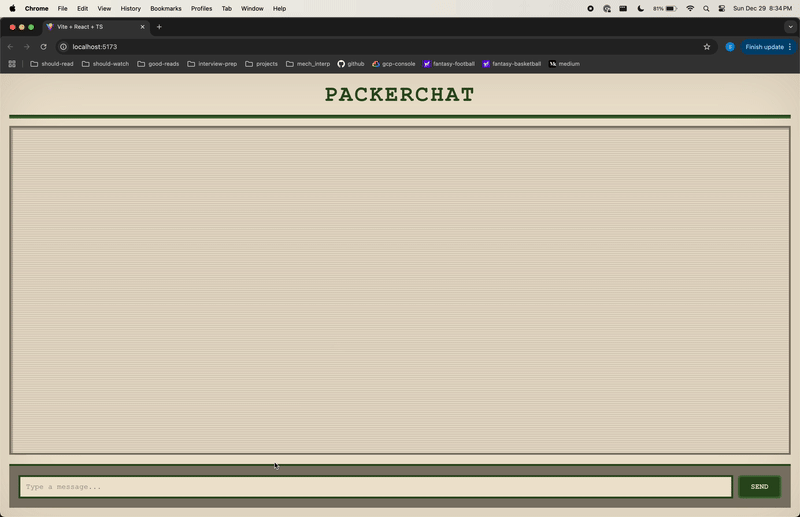 Chrome File Edit View History Bookmarks Profiles Tab Window Help 81% Sun Dec 29 8:34 PM
Vite + React + TS
localhost:5173 Finish update
should-read should-watch good-reads interview-prep projects mech_interp github gcp-console fantasy-football fantasy-basketball medium
PACKERCHAT
Type a message... SEND